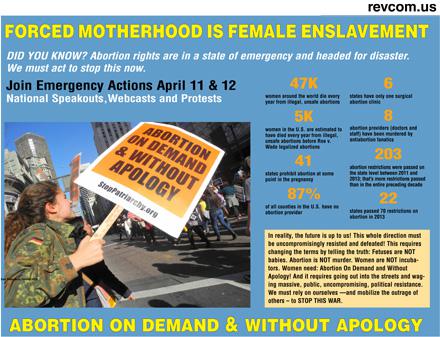 revcom.us
FORCED MOTHERHOOD IS FEMALE ENSLAVEMENT
DID YOU KNOW? Abortion rights are in a state of emergency and headed for disaster.
We must act to stop this now.
Join Emergency Actions April 11 & 12
National Speakouts,Webcasts and Protests
47K
women around the world die every
year from illegal, unsafe abortions
5K
women in the U.S. are estimated to
have died every year from illegal,
unsafe abortions before Roe v.
Wade legalized abortions
41
states prohibit abortion at some
point in the pregnancy
87%
of all counties in the U.S. have no
abortion provider
6
states have only one surgical
abortion clinic
8
abortion providers (doctors and
staff) have been murdered by
antiabortion fanatics
203
abortion restrictions were passed on
the state level between 2011 and
2013; that's more restrictions passed
than in the entire preceding decade
22
states passed 70 restrictions on
abortion in 2013
ABORTION
ON DEMAND
& WITHOUT
APOLOGY
StopPatriarchy.org
In reality, the future is up to us! This whole direction must
be uncompromisingly resisted and defeated! This requires
changing the terms by telling the truth: Fetuses are NOT
babies. Abortion is NOT murder. Women are NOT incuba-
tors. Women need: Abortion On Demand and Without
Apology! And it requires going out into the streets and wag-
ing massive, public, uncompromising, political resistance.
We must rely on ourselves —and mobilize the outrage of
others – to STOP THIS WAR.
ABORTION ON DEMAND & WITHOUT APOLOGY